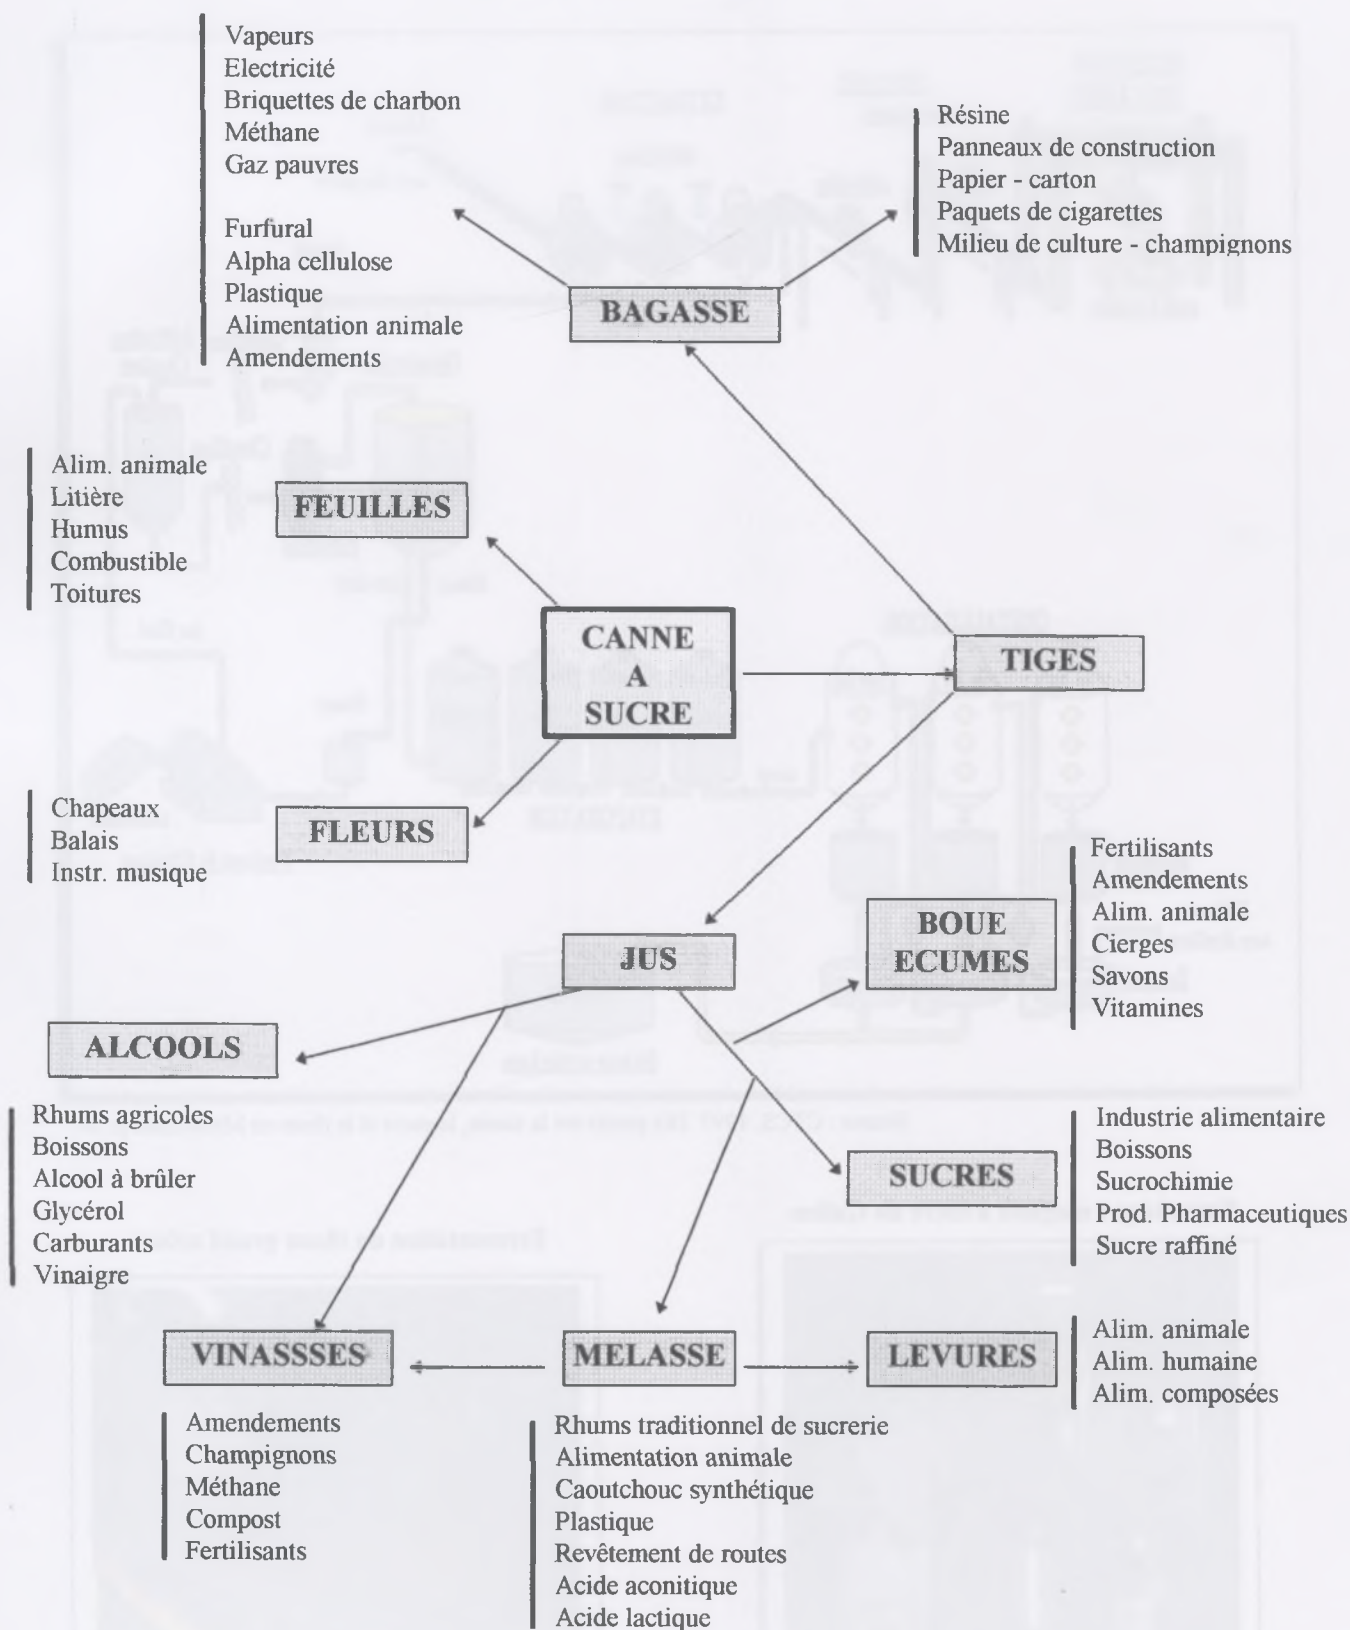 Vapeurs
Electricité
Briquettes de charbon
Méthane
Gaz pauvres
Furfural
Alpha cellulose
Plastique
Alimentation animale
Amendements
Résine
Panneaux de construction
Papier - carton
Paquets de cigarettes
Milieu de culture - champignons
BAGASSE
Alim. animale
Litière
Humus
Combustible
Toitures
FEUILLES
CANNE
A
SUCRE
TIGES
Chapeaux
Balais
Instr. musique
FLEURS
JUS
BOUE
ECUMES
Fertilisants
Amendements
Alim. animale
Cierges
Savons
Vitamines
ALCOOLS
Rhums agricoles
Boissons
Alcool à brûler
Glycérol
Carburants
Vinaigre
SUCRES
Industrie alimentaire
Boissons
Sucrochimie
Prod. Pharmaceutiques
Sucre raffiné
VINASSSES
MELASSE
LEVURES
Alim. animale
Alim. humaine
Alim. composées
Amendements
Champignons
Méthane
Compost
Fertilisants
Rhums traditionnel de sucrerie
Alimentation animale
Caoutchouc synthétique
Plastique
Revêtement de routes
Acide aconitique
Acide lactique